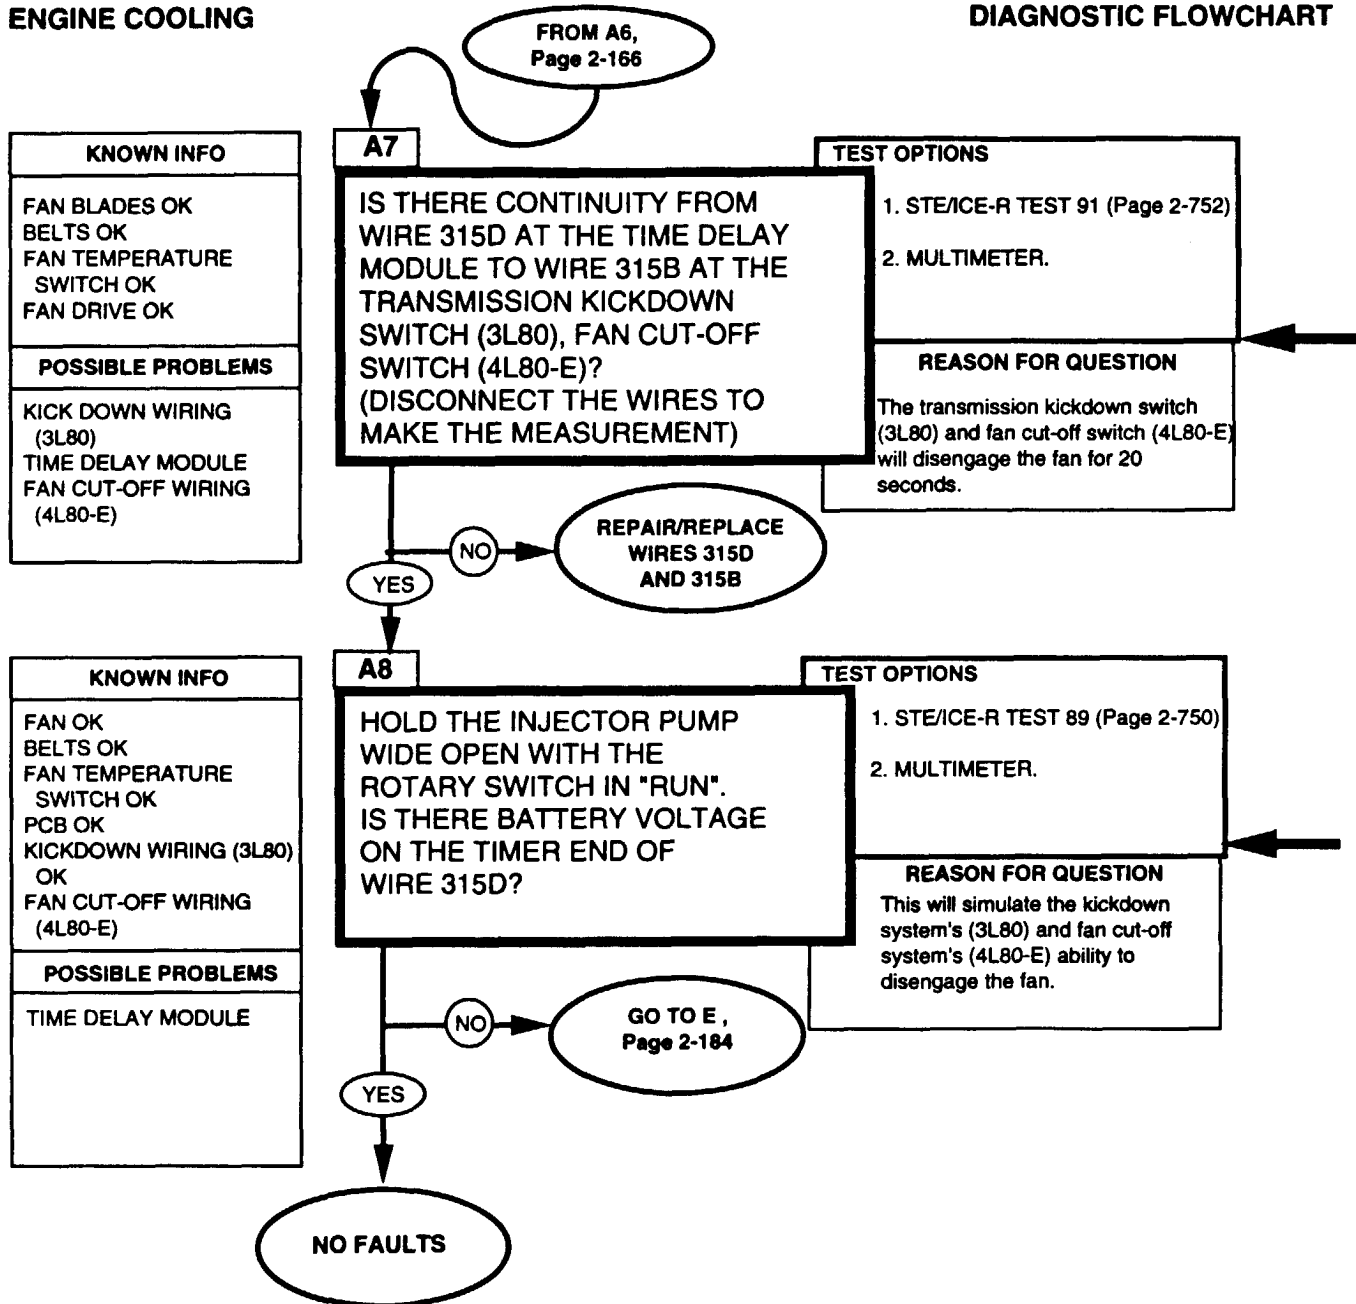 ENGINE COOLING
DIAGNOSTIC FLOWCHART
FROM A6,
Page 2-166
KNOWN INFO
FAN BLADES OK
BELTS OK
FAN TEMPERATURE
SWITCH OK
FAN DRIVE OK
POSSIBLE PROBLEMS
KICK DOWN WIRING
(3L80)
TIME DELAY MODULE
FAN CUT-OFF WIRING
(4L80-E)
A7
IS THERE CONTINUITY FROM
WIRE 315D AT THE TIME DELAY
MODULE TO WIRE 315B AT THE
TRANSMISSION KICKDOWN
SWITCH (3L80), FAN CUT-OFF
SWITCH (4L80-E)?
(DISCONNECT THE WIRES TO
MAKE THE MEASUREMENT)
TEST OPTIONS
1. STE/ICE-R TEST 91 (Page 2-752)
2. MULTIMETER.
REASON FOR QUESTION
The transmission kickdown switch
(3L80) and fan cut-off switch (4L80-E)
will disengage the fan for 20
seconds.
NO
REPAIR/REPLACE
WIRES 315D
AND 315B
YES
KNOWN INFO
FAN OK
BELTS OK
FAN TEMPERATURE
SWITCH OK
PCB OK
KICKDOWN WIRING (3L80)
OK
FAN CUT-OFF WIRING
(4L80-E)
POSSIBLE PROBLEMS
TIME DELAY MODULE
A8
HOLD THE INJECTOR PUMP
WIDE OPEN WITH THE
ROTARY SWITCH IN "RUN".
IS THERE BATTERY VOLTAGE
ON THE TIMER END OF
WIRE 315D?
TEST OPTIONS
1. STE/ICE-R TEST 89 (Page 2-750)
2. MULTIMETER.
REASON FOR QUESTION
This will simulate the kickdown
system's (3L80) and fan cut-off
system's (4L80-E) ability to
disengage the fan.
NO
GO TO E ,
Page 2-184
YES
NO FAULTS